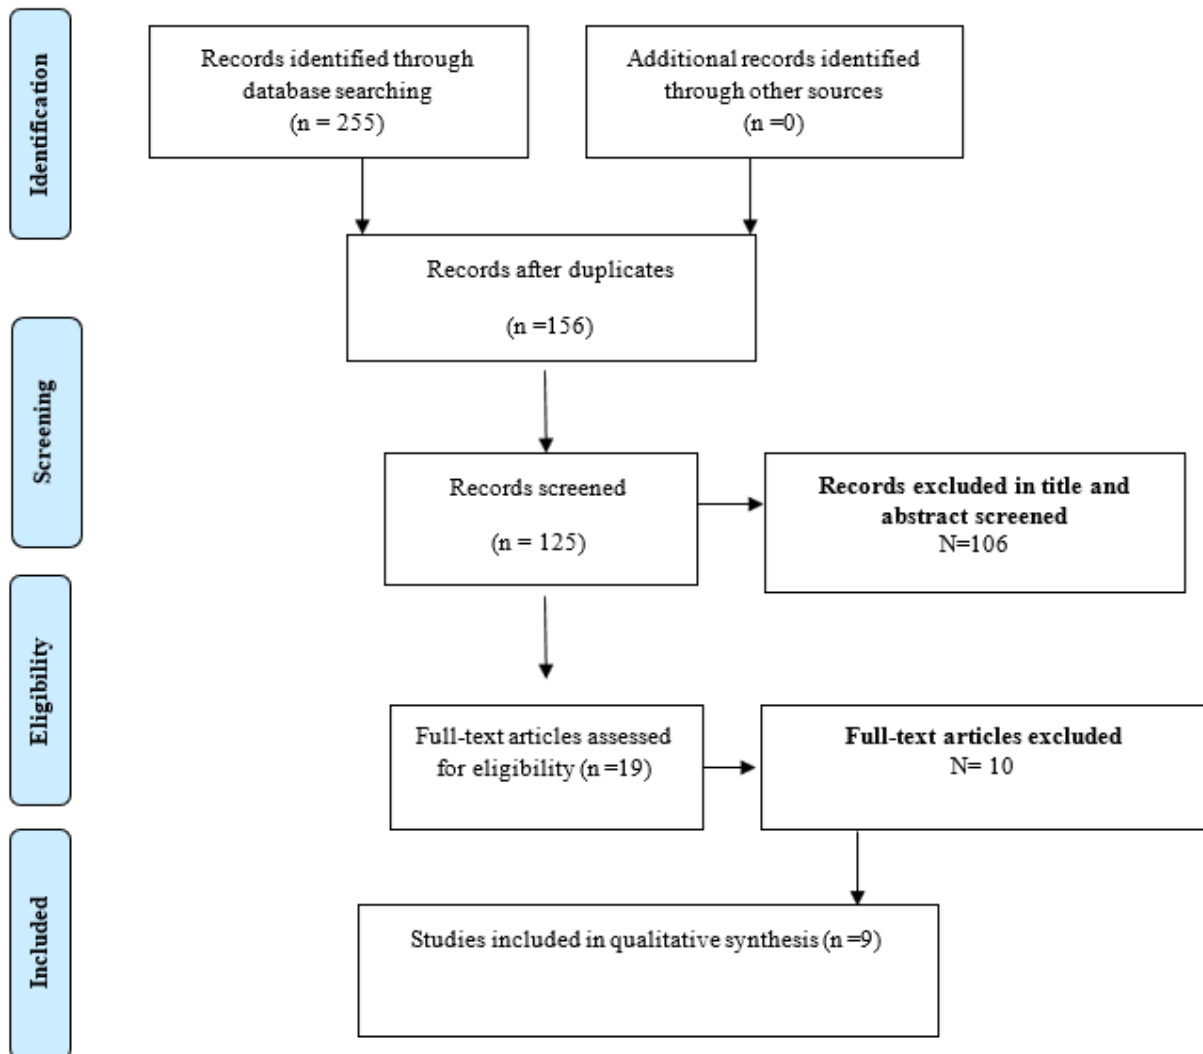 Identification
Records identified through
database searching
(n = 255)
Additional records identified
through other sources
(n =0)
Records after duplicates
(n =156)
Screening
Records screened
(n = 125)
Records excluded in title and
abstract screened
N=106
Eligibility
Full-text articles assessed
for eligibility (n =19)
Full-text articles excluded
N= 10
Included
Studies included in qualitative synthesis (n =9)